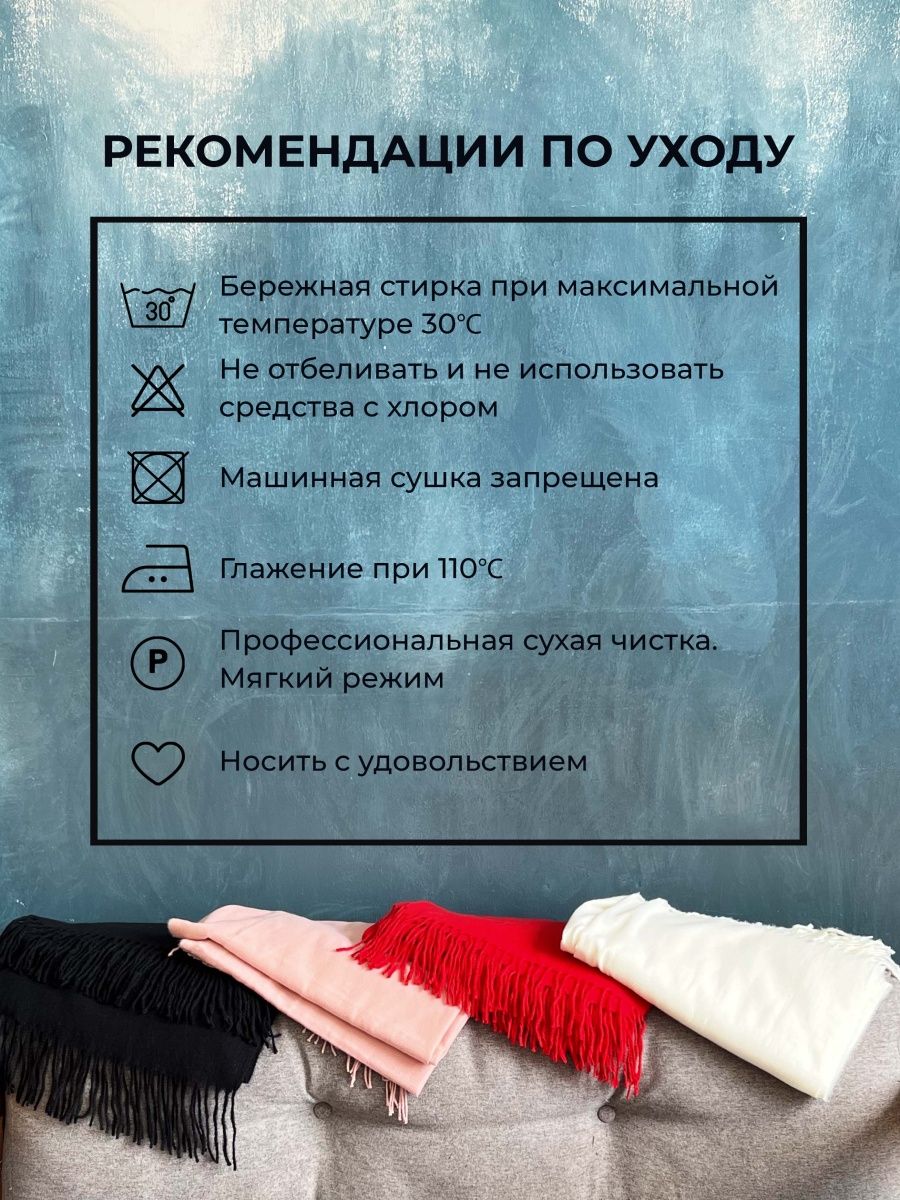 РЕКОМЕНДАЦИИ ПО УХОДУ
30°
Бережная стирка при максимальной
температуре 30℃
Не отбеливать и не использовать
средства с хлором
Машинная сушка запрещена
Глажение при 110℃
P
Профессиональная сухая чистка.
Мягкий режим
Носить с удовольствием